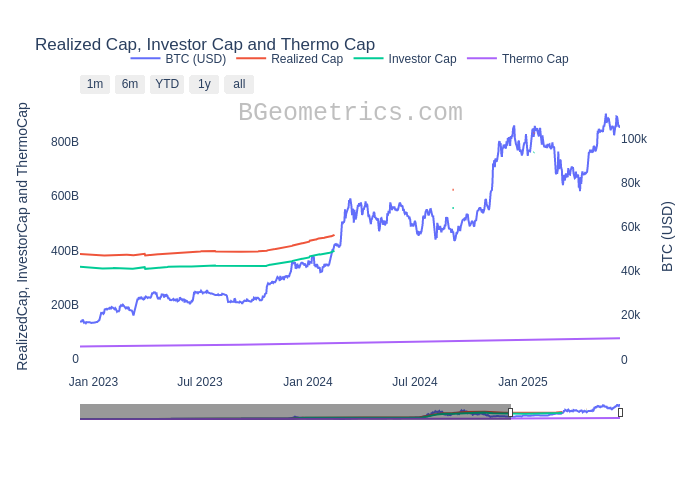 Realized Cap, Investor Cap and Thermo Cap
BTC (USD) Realized Cap Investor Cap Thermo Cap
1m 6m YTD 1y all
BGeometrics.com
RealizedCap, InvestorCap and ThermoCap
800B
600B
400B
200B
0
100k
80k
60k
40k
20k
0
BTC (USD)
Jan 2023 Jul 2023 Jan 2024 Jul 2024 Jan 2025